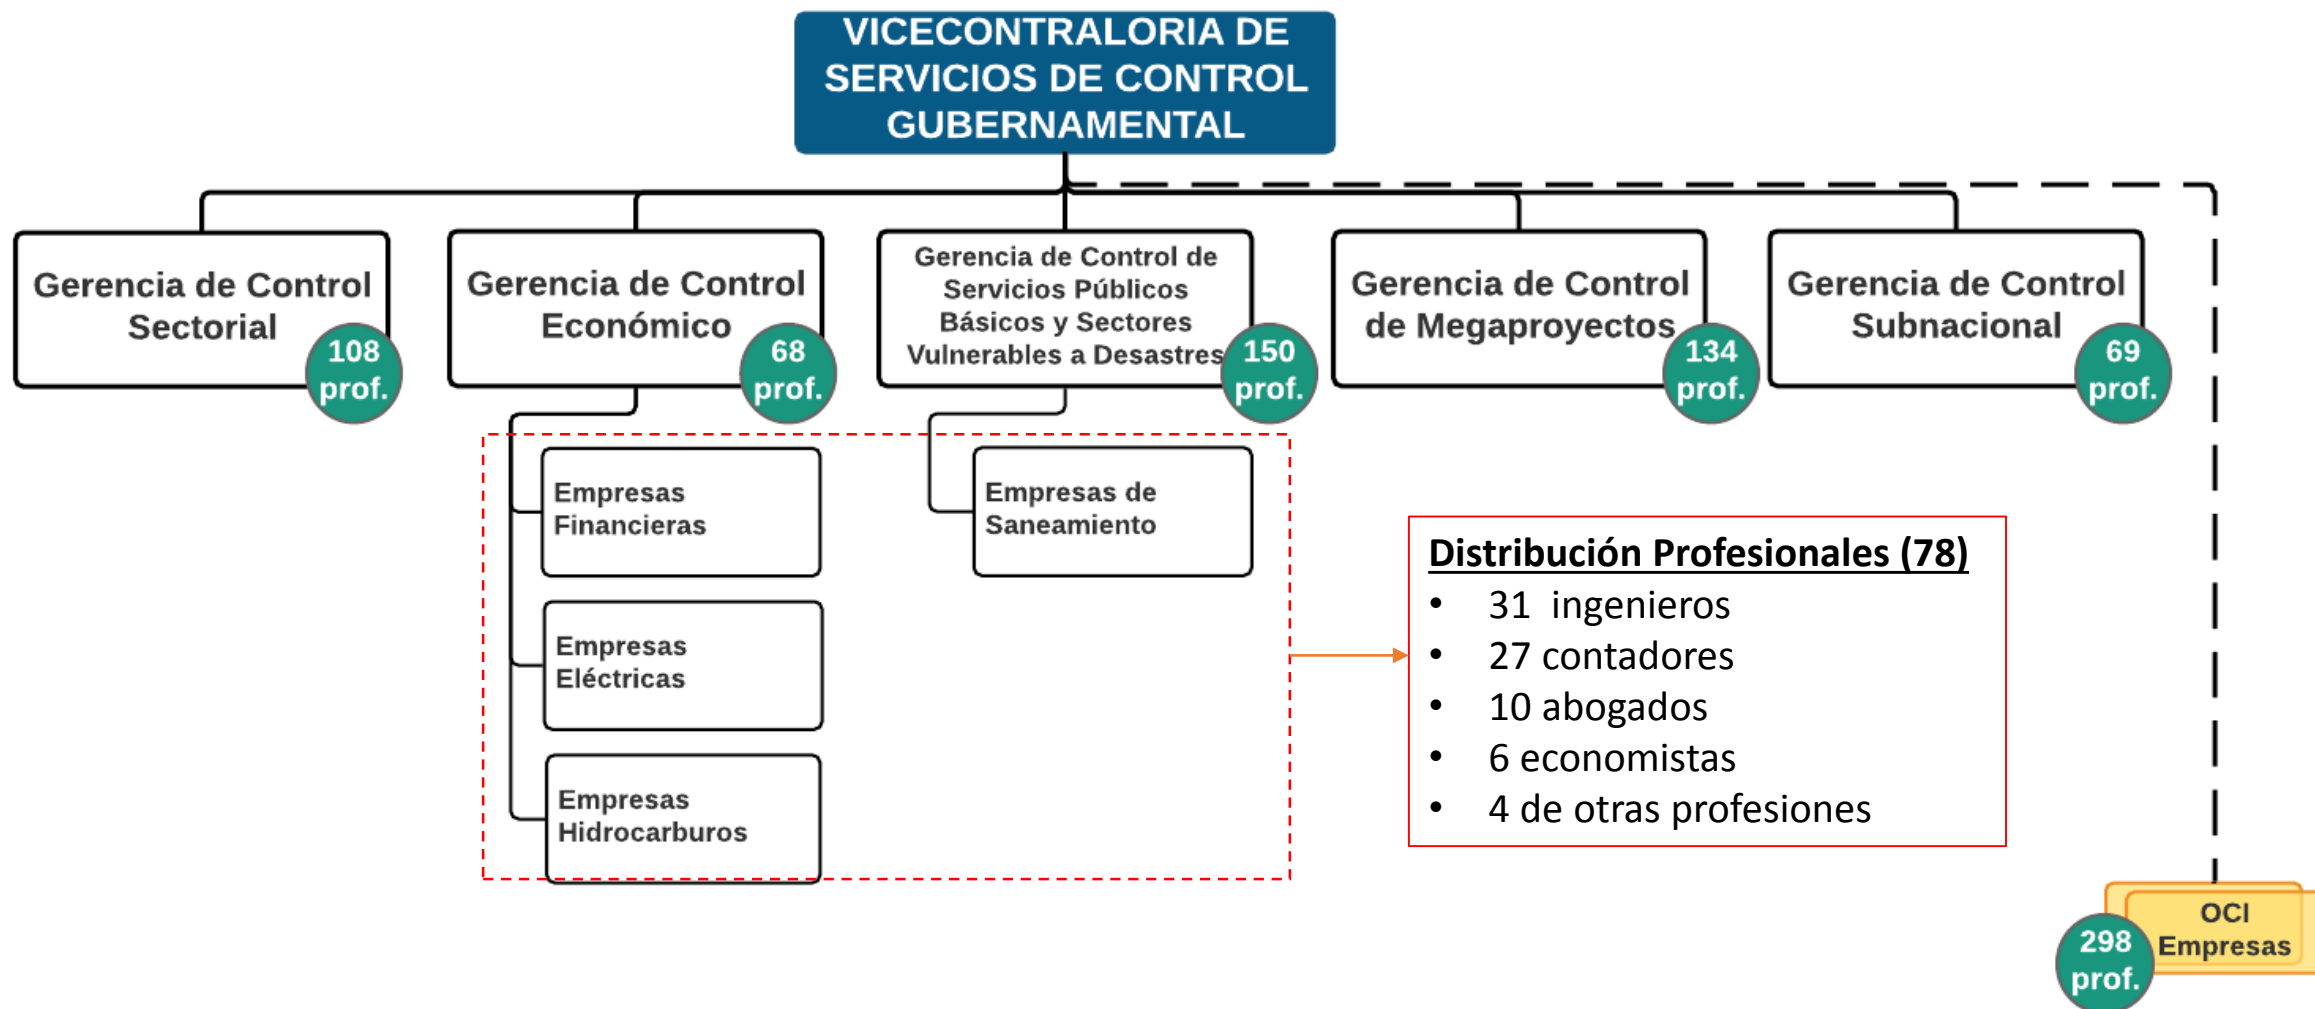 VICECONTRALORIA DE
SERVICIOS DE CONTROL
GUBERNAMENTAL
Gerencia de Control
Sectorial
108
prof.
Gerencia de Control
Económico
68
prof.
Gerencia de Control de
Servicios Públicos
Básicos y Sectores
Vulnerables a Desastres
150
prof.
Gerencia de Control
de Megaproyectos
134
prof.
Gerencia de Control
Subnacional
69
prof.
Empresas
Financieras
Empresas
Eléctricas
Empresas
Hidrocarburos
Empresas de
Saneamiento
Distribución Profesionales (78)
• 31 ingenieros
• 27 contadores
• 10 abogados
• 6 economistas
• 4 de otras profesiones
OCI
Empresas
298
prof.